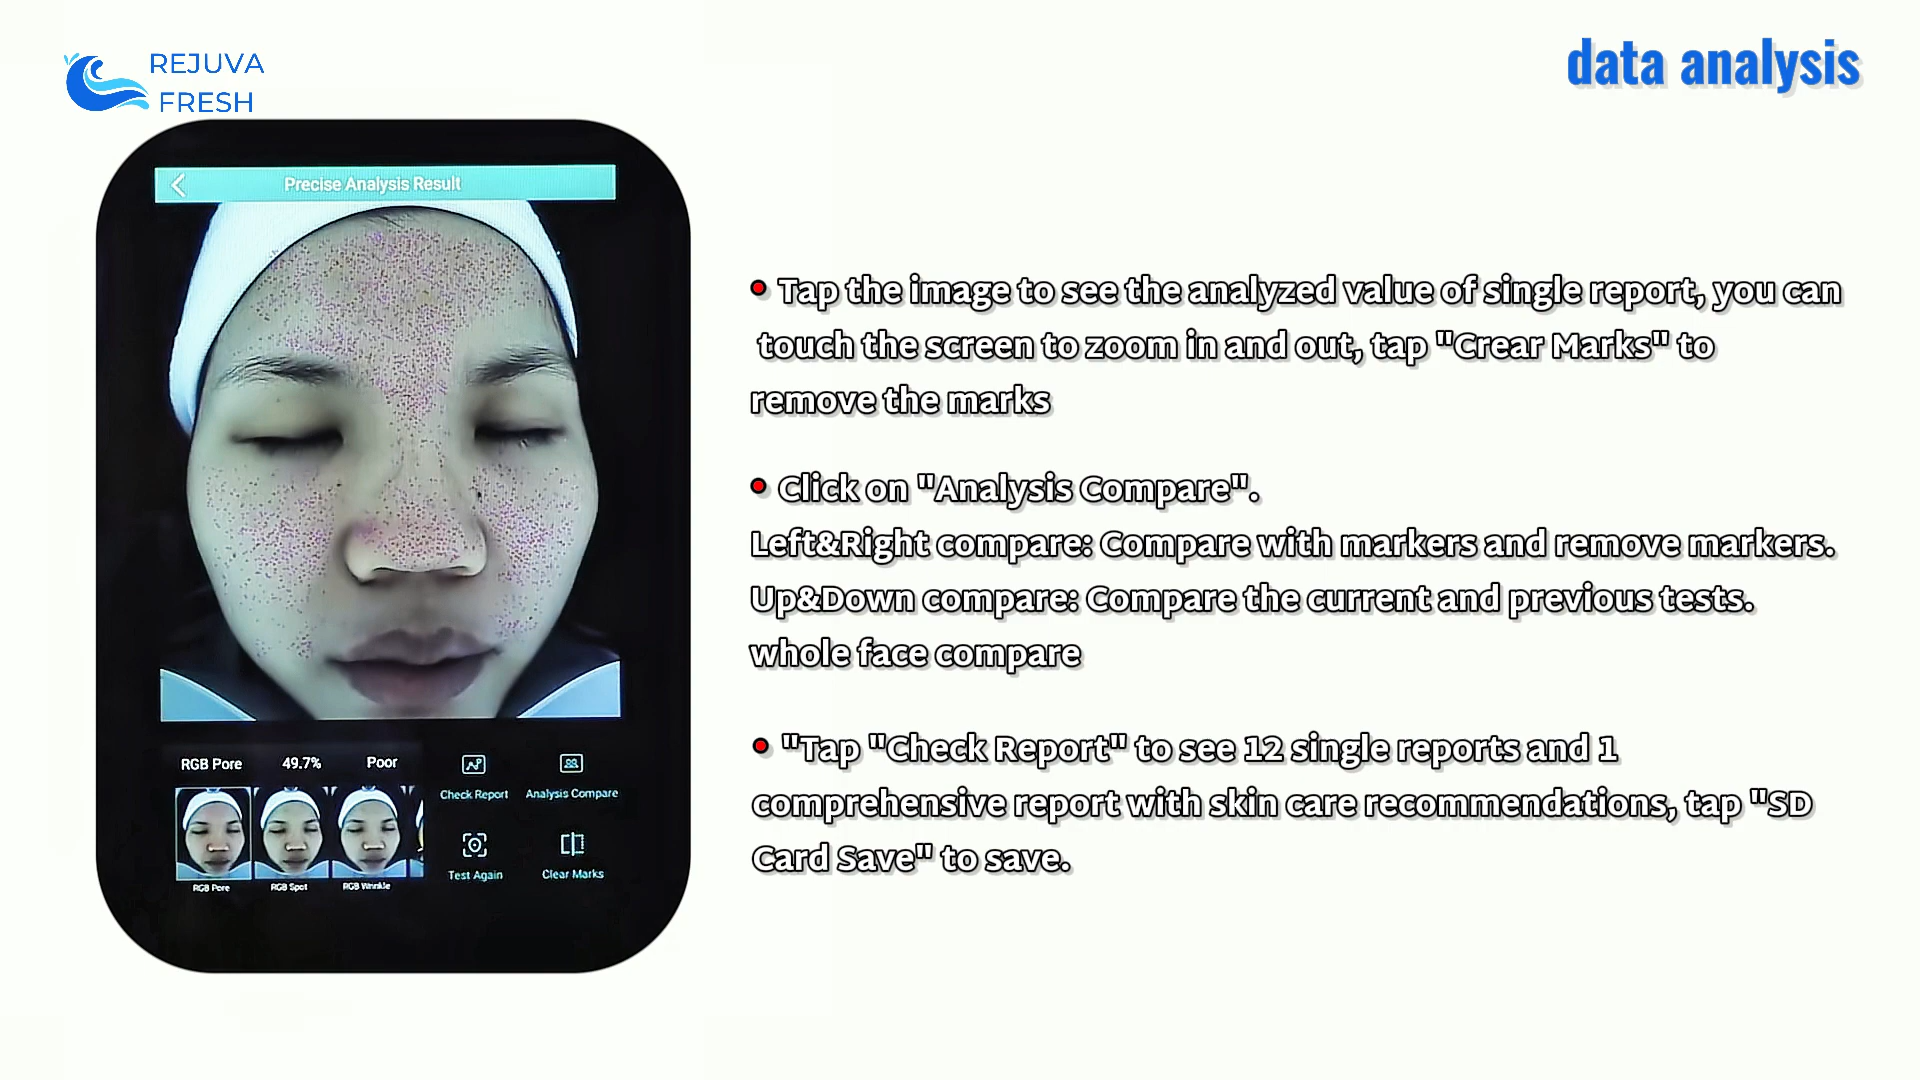 REJUVA
FRESH
data analysis
Precise Analysis Result
RGB Pore 49.7% Poor
Check Report Analysis Compare
Test Again Clear Marks
RGB Pore RGB Spot RGB Wrinkle
• Tap the image to see the analyzed value of single report, you can
touch the screen to zoom in and out, tap "Crear Marks" to
remove the marks
• Click on "Analysis Compare".
Left&Right compare: Compare with markers and remove markers.
Up&Down compare: Compare the current and previous tests.
whole face compare
• "Tap "Check Report" to see 12 single reports and 1
comprehensive report with skin care recommendations, tap "SD
Card Save" to save.